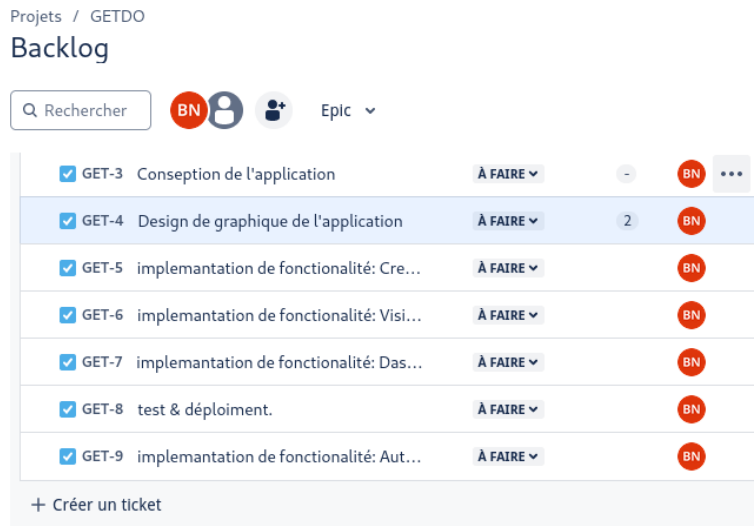 Projets / GETDO
Backlog
Rechercher BN Epic
GET-3 Conseption de l'application À FAIRE - BN
GET-4 Design de graphique de l'application À FAIRE 2 BN
GET-5 implemantation de fonctionalité: Cre... À FAIRE BN
GET-6 implemantation de fonctionalité: Visi... À FAIRE BN
GET-7 implemantation de fonctionalité: Das... À FAIRE BN
GET-8 test & déploiment. À FAIRE BN
GET-9 implemantation de fonctionalité: Aut... À FAIRE BN
+ Créer un ticket